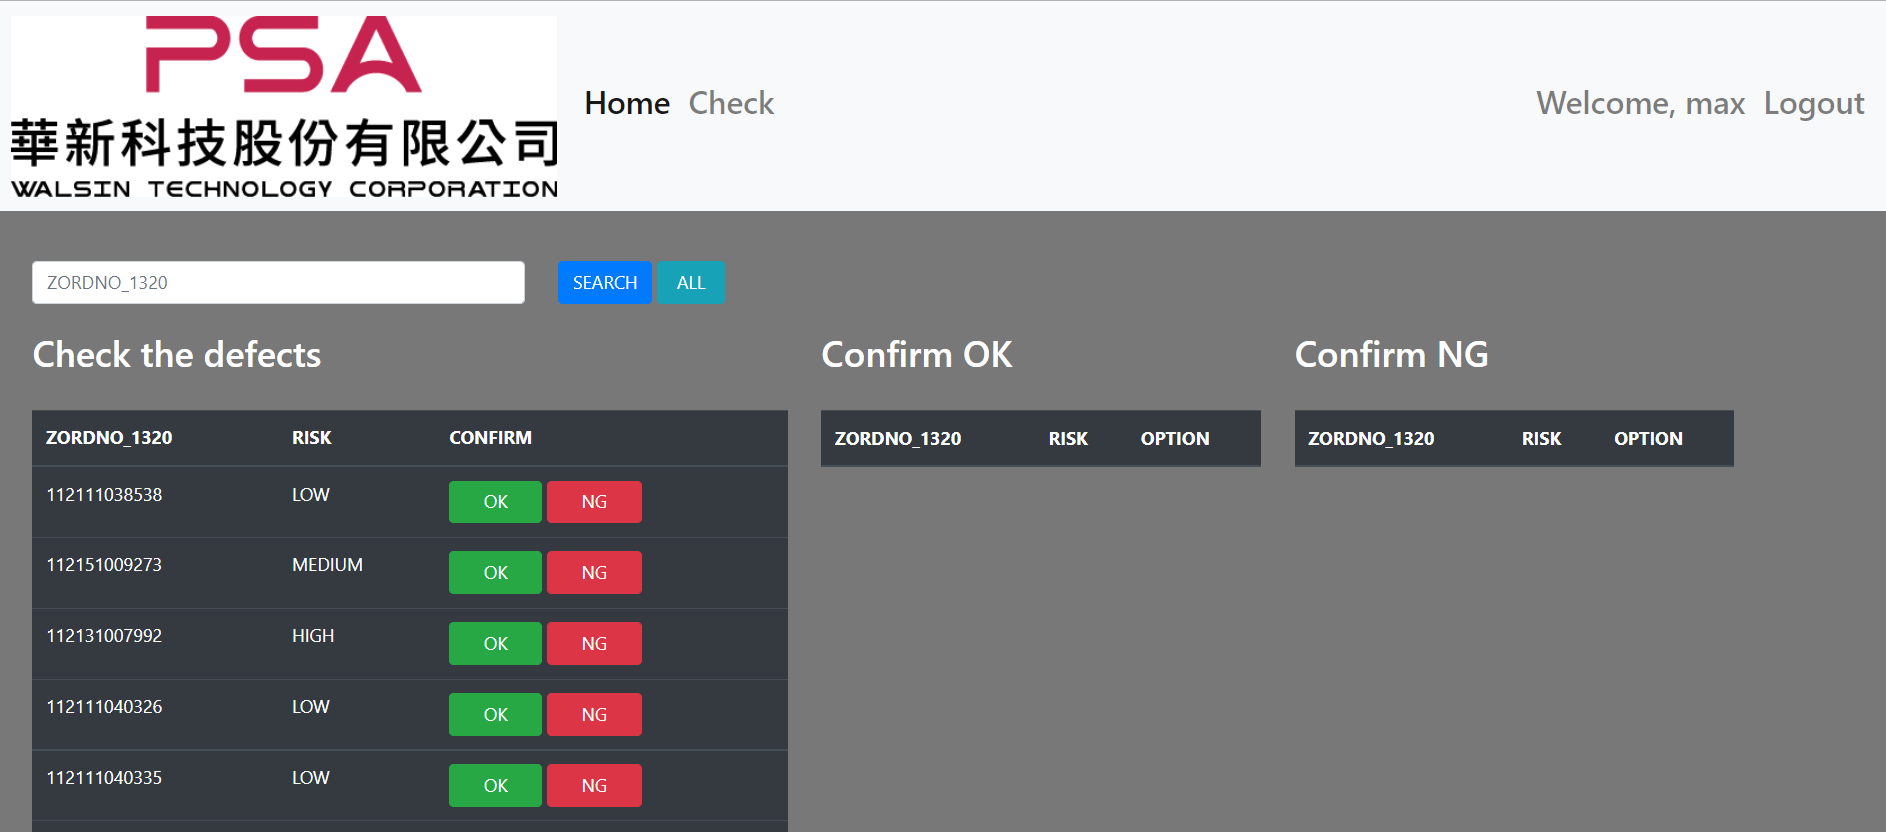 PSA
華新科技股份有限公司
WALSIN TECHNOLOGY CORPORATION
Home Check Welcome, max Logout
ZORDNO_1320 SEARCH ALL
Check the defects
ZORDNO_1320 RISK CONFIRM
112111038538 LOW OK NG
112151009273 MEDIUM OK NG
112131007992 HIGH OK NG
112111040326 LOW OK NG
112111040335 LOW OK NG
Confirm OK
ZORDNO_1320 RISK OPTION
Confirm NG
ZORDNO_1320 RISK OPTION